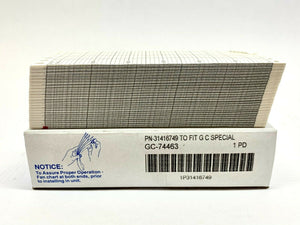 PN-31416749 TO FIT G C SPECIAL
GC-74463 1 PD
1P31416749
NOTICE:
To Assure Proper Operation -
Fan chart at both ends, prior
to installing in unit.